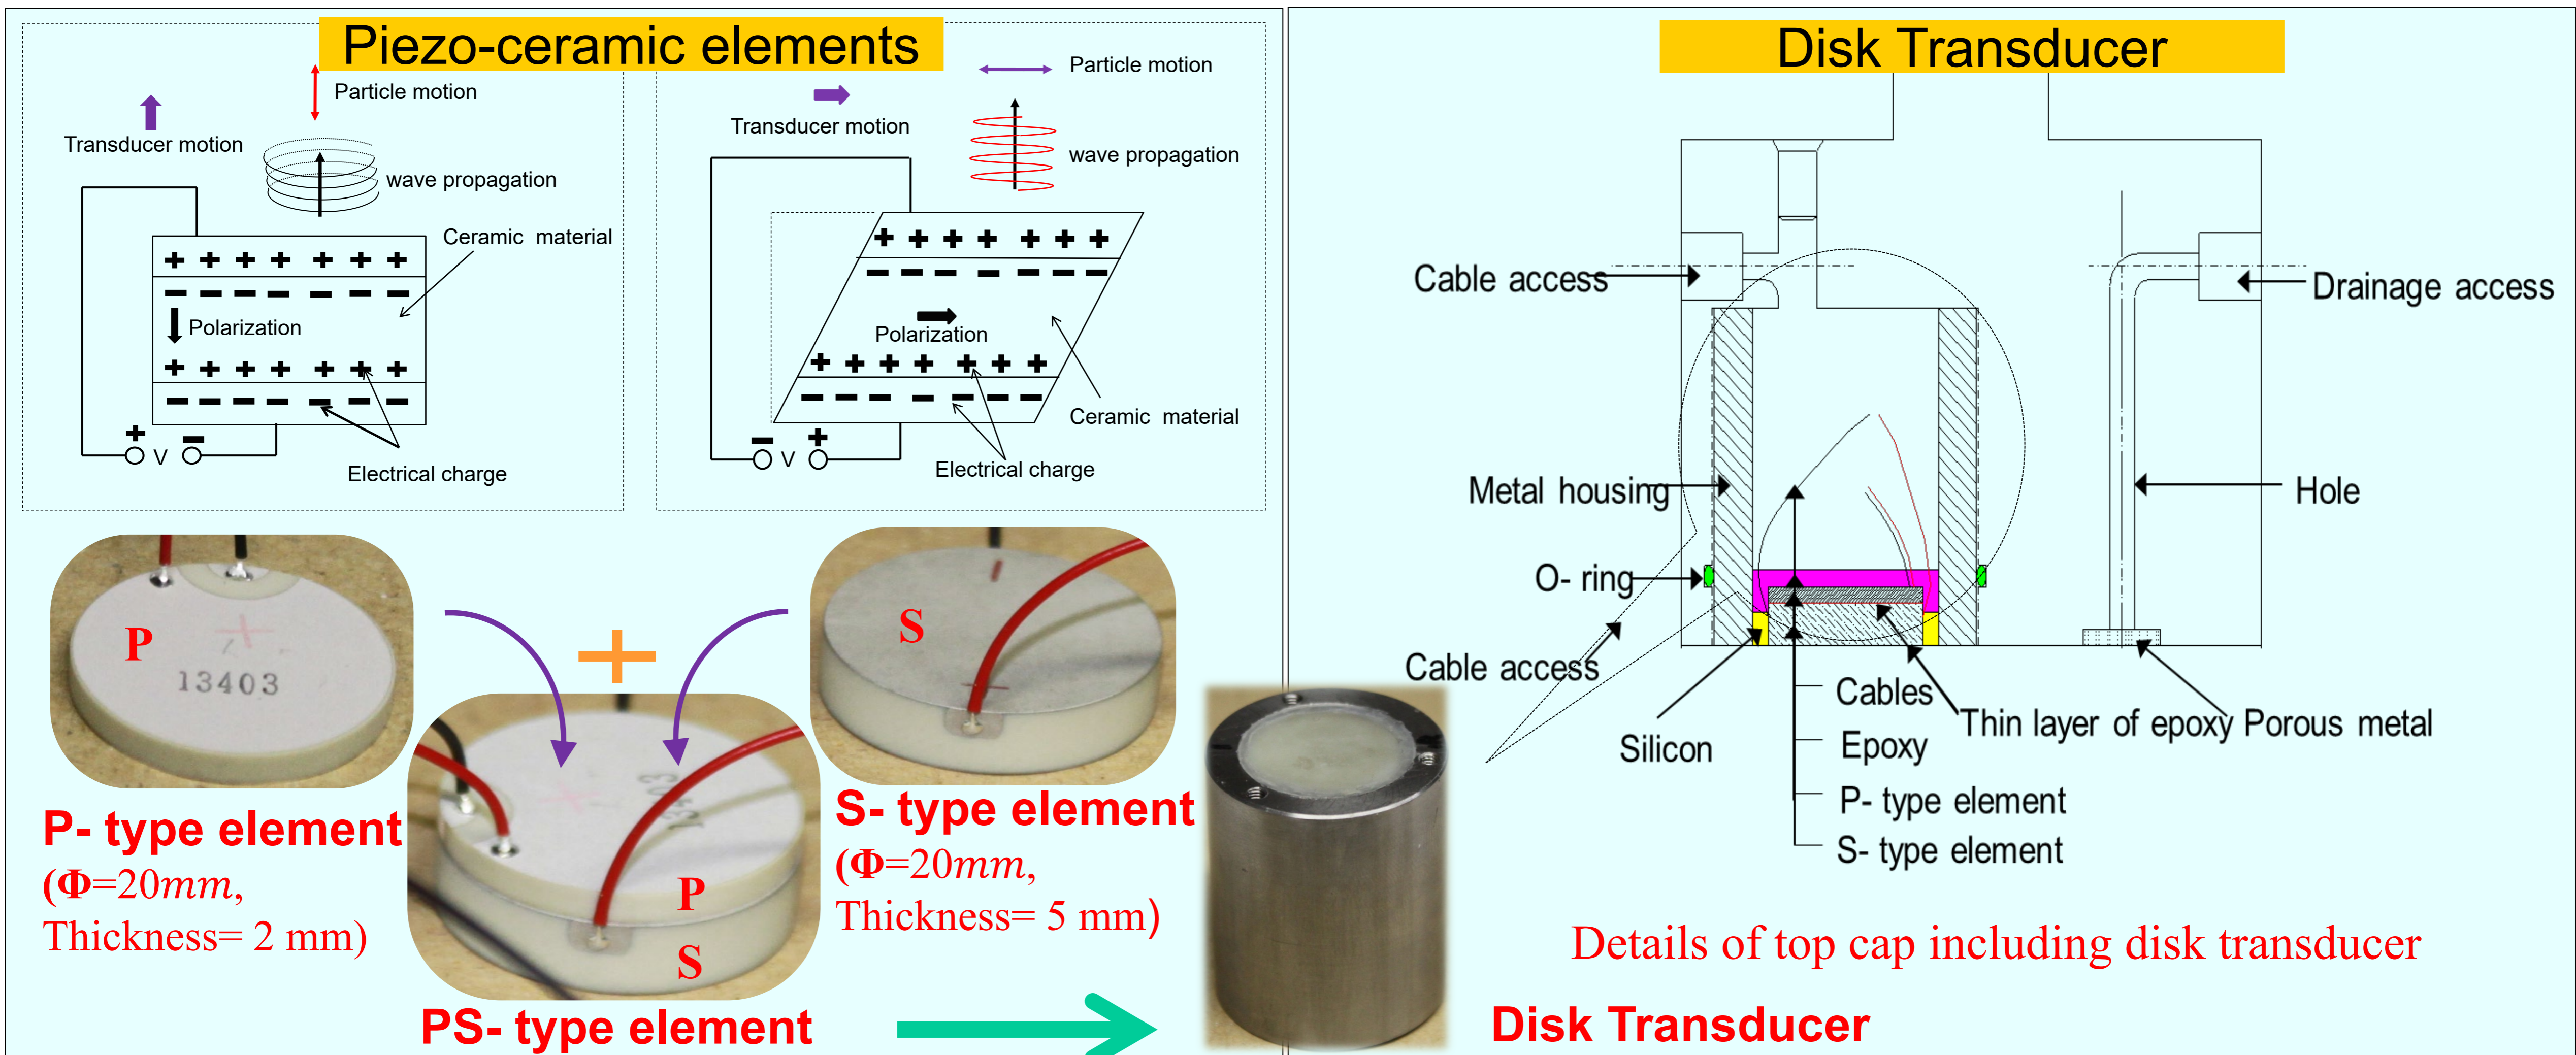 Piezo-ceramic elements
Particle motion
Transducer motion
wave propagation
Ceramic material
+ + + + + + +
− − − − − − −
Polarization
+ + + + + + +
− − − − − − −
+ −
V
Electrical charge
Particle motion
Transducer motion
wave propagation
+ + + + + + +
− − − − − − −
Polarization
+ + + + + + +
− − − − − − −
Ceramic material
− +
V
Electrical charge
P
13403
S
+
P- type element
(Φ=20mm,
Thickness= 2 mm)
S- type element
(Φ=20mm,
Thickness= 5 mm)
P
S
PS- type element
Disk Transducer
Cable access
Drainage access
Metal housing
Hole
O- ring
Cable access
Cables
Thin layer of epoxy
Porous metal
Silicon
Epoxy
P- type element
S- type element
Details of top cap including disk transducer
Disk Transducer